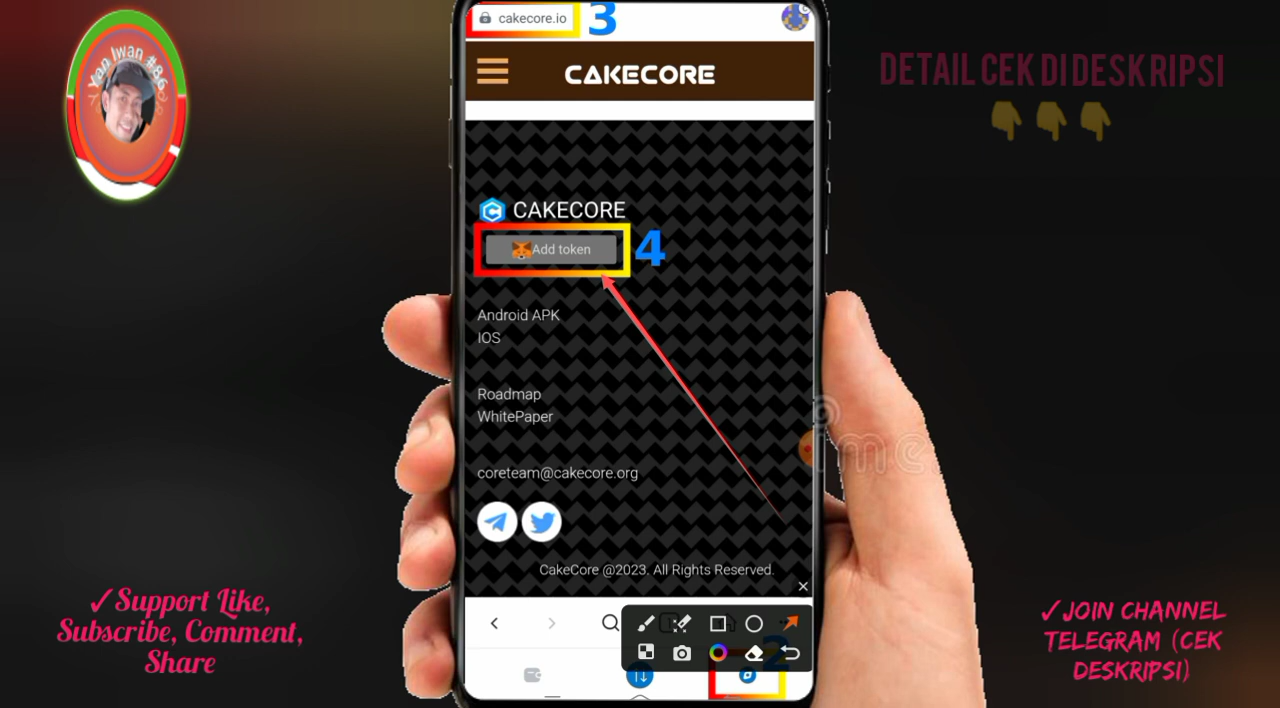 cakecore.io
3
CAKECORE
DETAIL CEK DI DESKRIPSI
Yan Iwan #86
CAKECORE
Add token
4
Android APK
IOS
Roadmap
WhitePaper
coreteam@cakecore.org
CakeCore @2023. All Rights Reserved.
2
✓Support Like,
Subscribe, Comment,
Share
✓JOIN CHANNEL
TELEGRAM (CEK
DESKRIPSI)